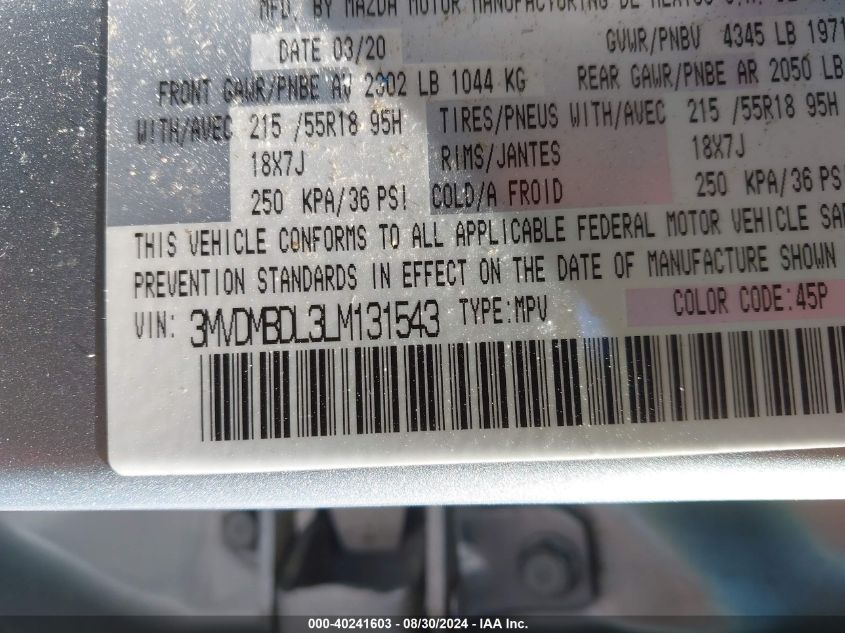 MFD. BY MAZDA MOTOR MANUFACTURING DE MEXICO S.A. DE
DATE 03/20 GVWR/PNBV 4345 LB 1971
FRONT GAWR/PNBE AV 2302 LB 1044 KG REAR GAWR/PNBE AR 2050 LB
WITH/AVEC 215 /55R18 95H TIRES/PNEUS WITH/AVEC 215 /55R18 95H
18X7J RIMS/JANTES 18X7J
250 KPA/36 PSI COLD/A FROID 250 KPA/36 PSI
THIS VEHICLE CONFORMS TO ALL APPLICABLE FEDERAL MOTOR VEHICLE SA
PREVENTION STANDARDS IN EFFECT ON THE DATE OF MANUFACTURE SHOWN
VIN: 3MVDMBDL3LM131543 TYPE:MPV COLOR CODE:45P
000-40241603 - 08/30/2024 - IAA Inc.